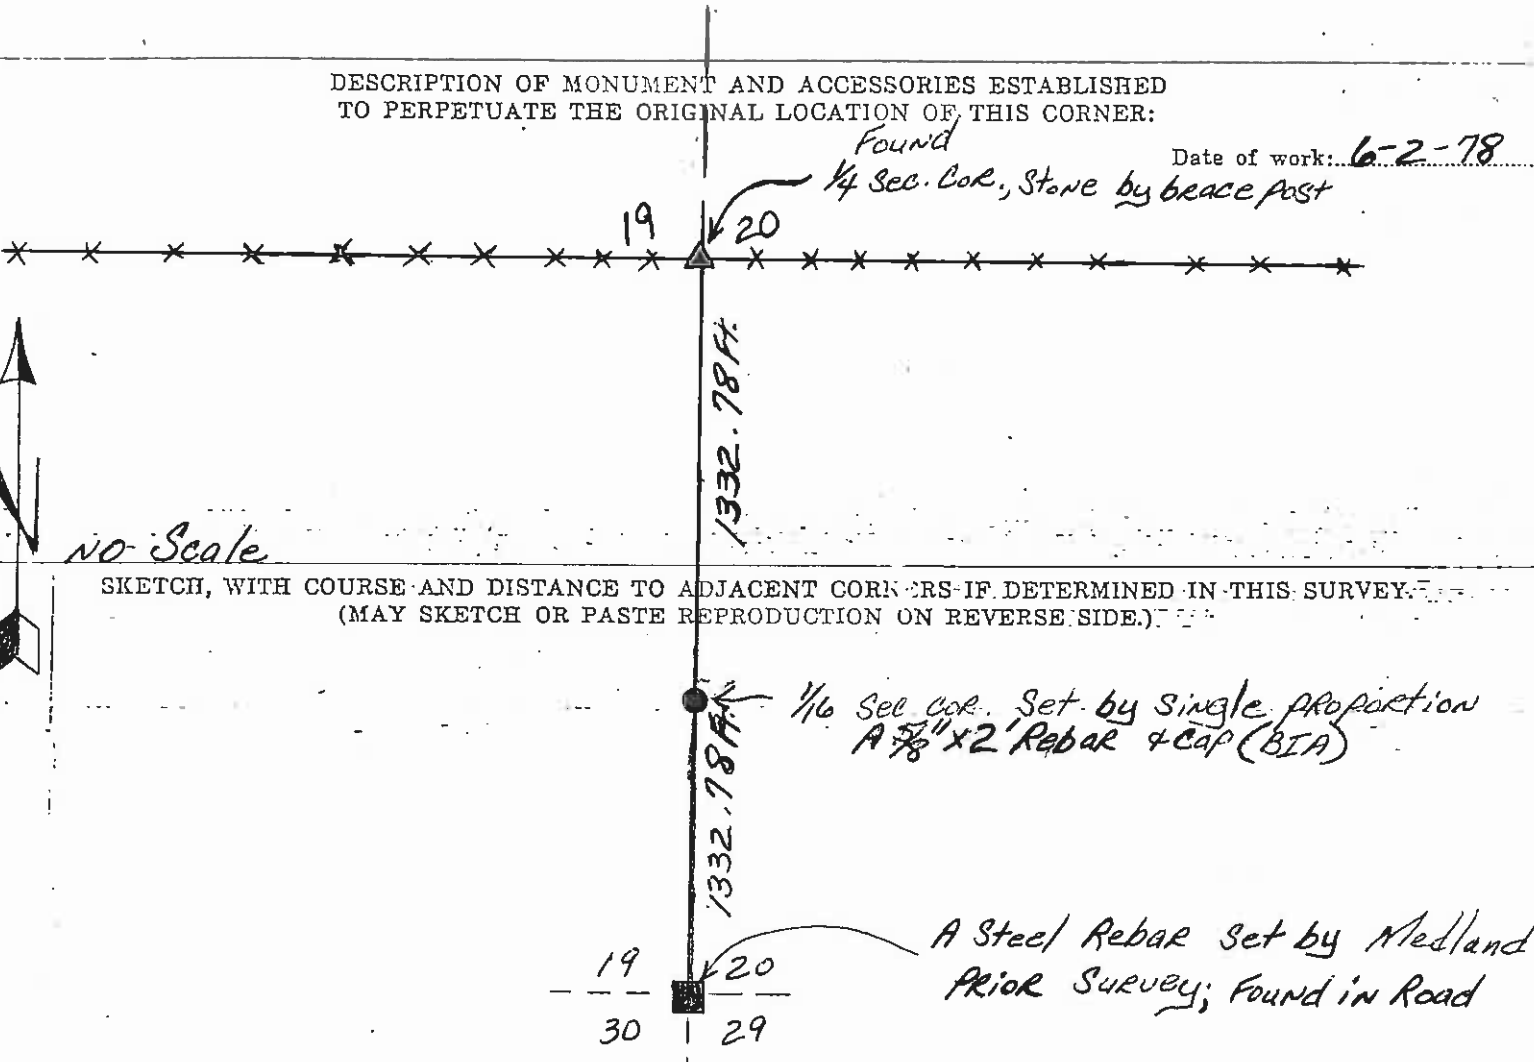 DESCRIPTION OF MONUMENT AND ACCESSORIES ESTABLISHED
TO PERPETUATE THE ORIGINAL LOCATION OF THIS CORNER:
Found
Date of work: 6-2-78
1/4 Sec. Cor., Stone by brace post
19 20
1332.78 Ft.
No Scale
SKETCH, WITH COURSE AND DISTANCE TO ADJACENT CORNERS IF DETERMINED IN THIS SURVEY.
(MAY SKETCH OR PASTE REPRODUCTION ON REVERSE SIDE.)
1/16 Sec Cor. Set by Single Proportion
A 5/8" x 2' Rebar & Cap (BIA)
1332.78 Ft.
A Steel Rebar Set by Medland
Prior Survey; Found in Road
19 20
30 29